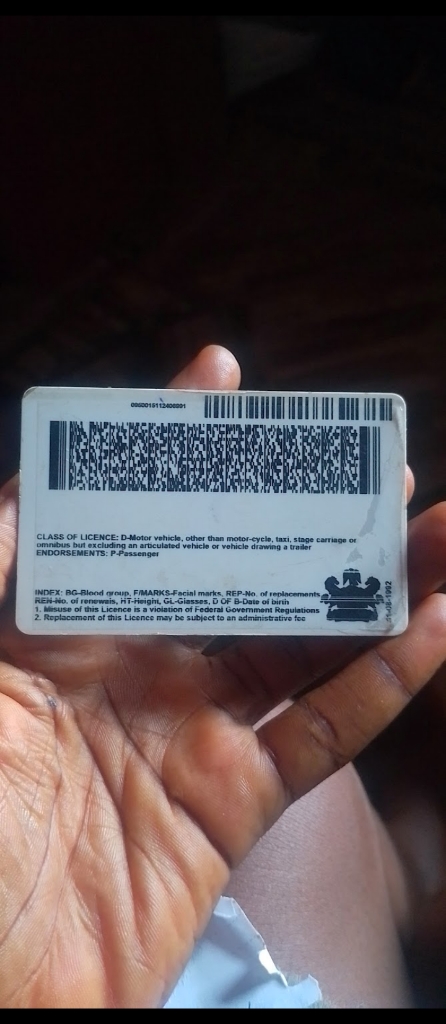 CLASS OF LICENCE: D-Motor vehicle, other than motor-cycle, taxi, stage carriage or
omnibus but excluding an articulated vehicle or vehicle drawing a trailer
ENDORSEMENTS: P-Passenger
INDEX: BG-Blood group, F/MARKS-Facial marks, REP-No. of replacements
REN-No. of renewals, HT-Height, GL-Glasses, D OF B-Date of birth
1. Misuse of this Licence is a violation of Federal Government Regulations
2. Replacement of this Licence may be subject to an administrative fee